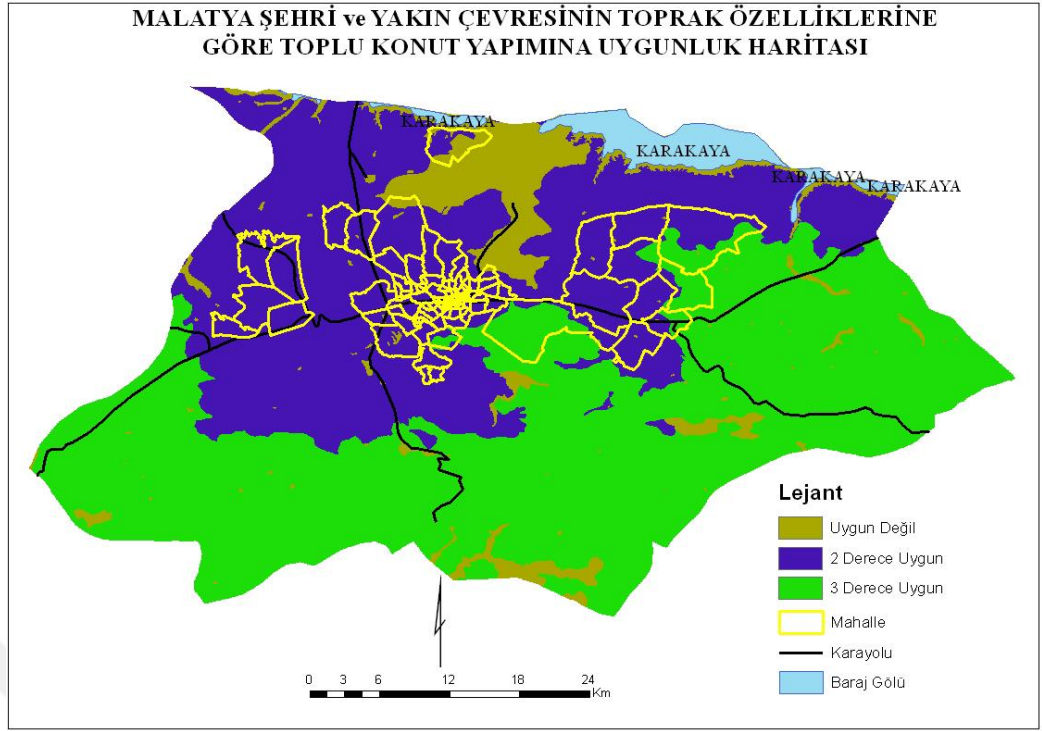 MALATYA ŞEHRİ ve YAKIN ÇEVRESİNİN TOPRAK ÖZELLİKLERİNE
GÖRE TOPLU KONUT YAPIMINA UYGUNLUK HARİTASI
KARAKAYA
KARAKAYA
KARAKAYA
KARAKAYA
Lejant
Uygun Değil
2 Derece Uygun
3 Derece Uygun
Mahalle
Karayolu
Baraj Gölü
0 3 6 12 18 24
Km